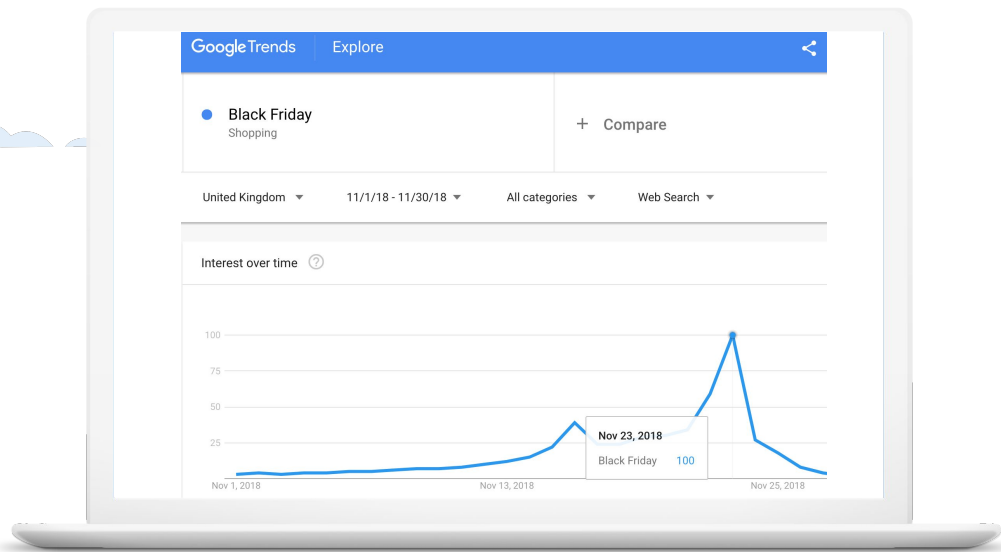 Google Trends Explore
Black Friday
Shopping
+ Compare
United Kingdom 11/1/18 - 11/30/18 All categories Web Search
Interest over time ?
100
75
50
25
Nov 23, 2018
Black Friday 100
Nov 1, 2018 Nov 13, 2018 Nov 25, 2018